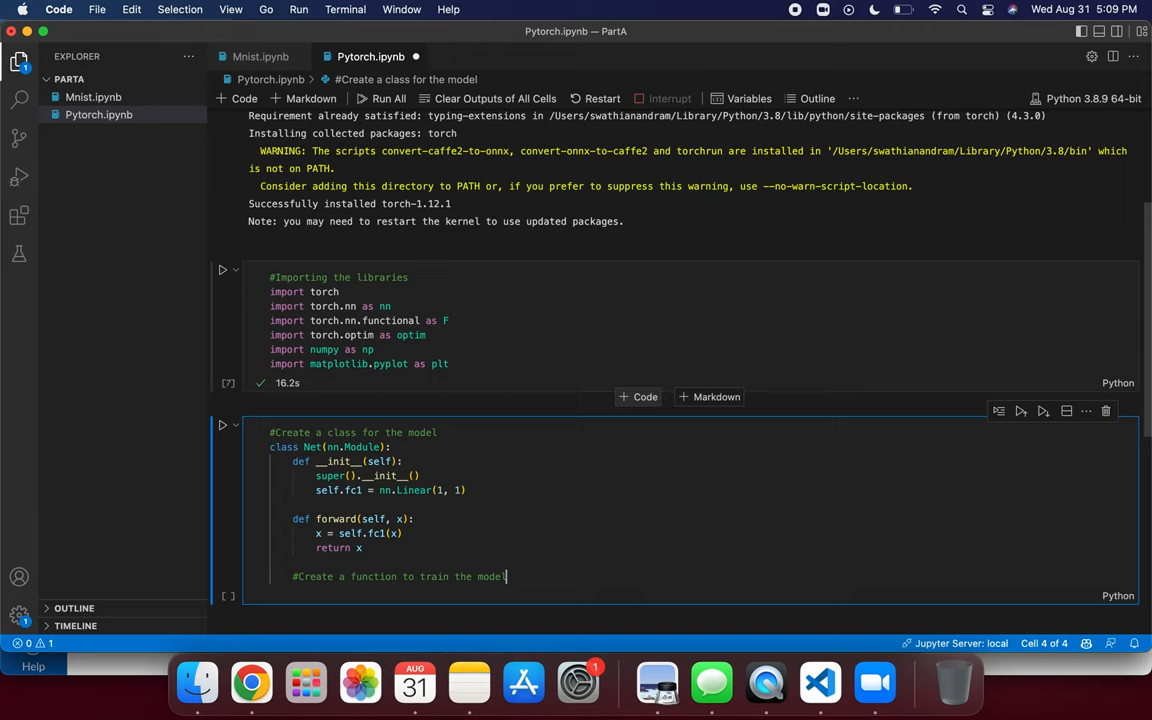 Code File Edit Selection View Go Run Terminal Window Help Wed Aug 31 5:09 PM
Pytorch.ipynb — PartA
EXPLORER
Mnist.ipynb Pytorch.ipynb
PARTA
Pytorch.ipynb > #Create a class for the model
Mnist.ipynb
Pytorch.ipynb
+ Code + Markdown Run All Clear Outputs of All Cells Restart Interrupt Variables Outline ··· Python 3.8.9 64-bit
Requirement already satisfied: typing-extensions in /Users/swathianandram/Library/Python/3.8/lib/python/site-packages (from torch) (4.3.0)
Installing collected packages: torch
WARNING: The scripts convert-caffe2-to-onnx, convert-onnx-to-caffe2 and torchrun are installed in '/Users/swathianandram/Library/Python/3.8/bin' which
is not on PATH.
Consider adding this directory to PATH or, if you prefer to suppress this warning, use --no-warn-script-location.
Successfully installed torch-1.12.1
Note: you may need to restart the kernel to use updated packages.
#Importing the libraries
import torch
import torch.nn as nn
import torch.nn.functional as F
import torch.optim as optim
import numpy as np
import matplotlib.pyplot as plt
[7] 16.2s Python
+ Code + Markdown
#Create a class for the model
class Net(nn.Module):
def __init__(self):
super().__init__()
self.fc1 = nn.Linear(1, 1)
def forward(self, x):
x = self.fc1(x)
return x
#Create a function to train the model
[ ] Python
OUTLINE
TIMELINE
0 1 Jupyter Server: local Cell 4 of 4
Help
AUG
31
1